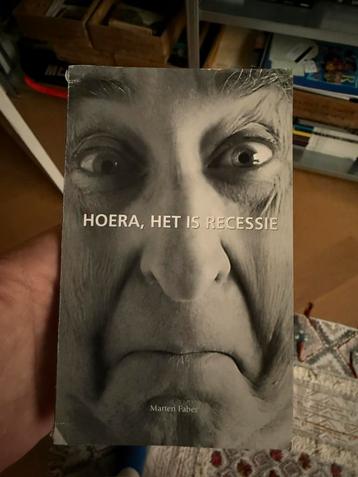 HOERA, HET IS RECESSIE
Marten Faber